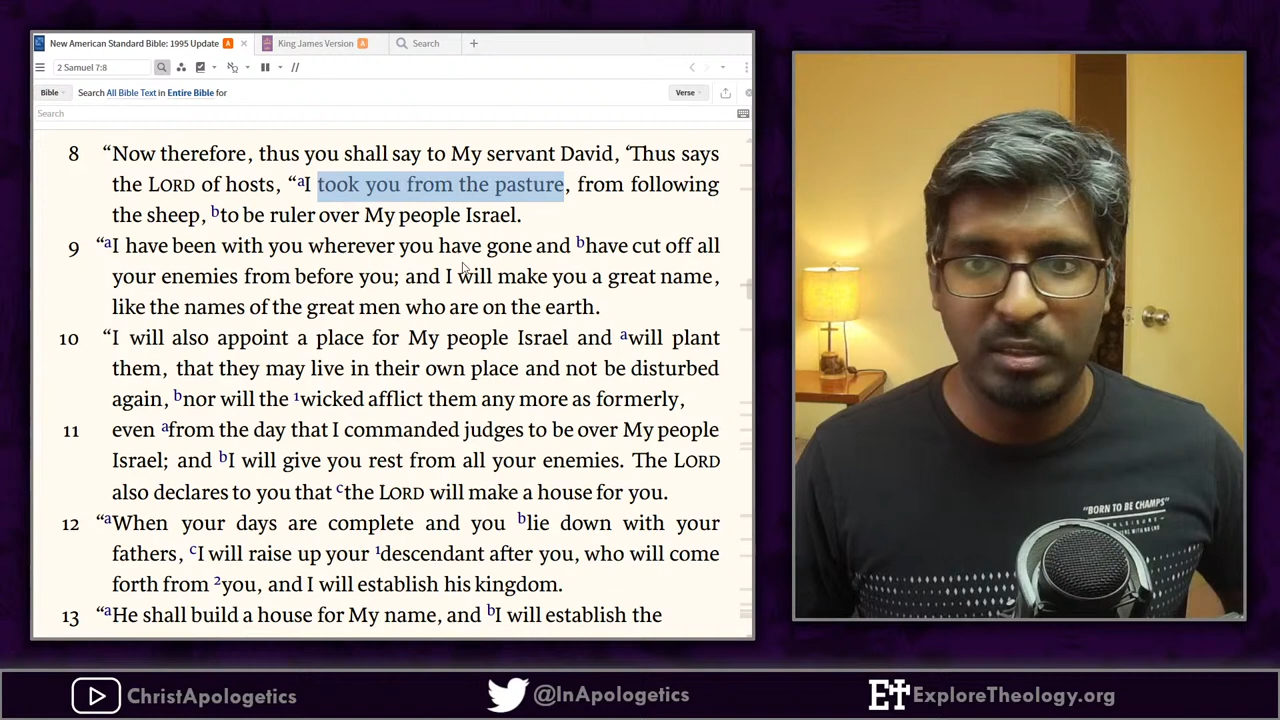 New American Standard Bible: 1995 Update A
King James Version A
Search
2 Samuel 7:8
Bible
Search All Bible Text in Entire Bible for
Verse
Search
8 “Now therefore, thus you shall say to My servant David, ‘Thus says
the LORD of hosts, “aI took you from the pasture, from following
the sheep, bto be ruler over My people Israel.
9 “aI have been with you wherever you have gone and bhave cut off all
your enemies from before you; and I will make you a great name,
like the names of the great men who are on the earth.
10 “I will also appoint a place for My people Israel and awill plant
them, that they may live in their own place and not be disturbed
again, bnor will the 1wicked afflict them any more as formerly,
11 even afrom the day that I commanded judges to be over My people
Israel; and bI will give you rest from all your enemies. The LORD
also declares to you that cthe LORD will make a house for you.
12 “aWhen your days are complete and you blie down with your
fathers, cI will raise up your 1descendant after you, who will come
forth from 2you, and I will establish his kingdom.
13 “aHe shall build a house for My name, and bI will establish the
"BORN TO BE CHAMPS"
ChristApologetics
@InApologetics
ET ExploreTheology.org